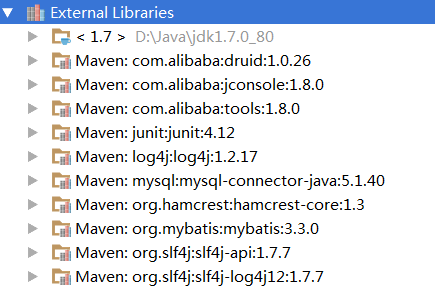 External Libraries
< 1.7 > D:\Java\jdk1.7.0_80
Maven: com.alibaba:druid:1.0.26
Maven: com.alibaba:jconsole:1.8.0
Maven: com.alibaba:tools:1.8.0
Maven: junit:junit:4.12
Maven: log4j:log4j:1.2.17
Maven: mysql:mysql-connector-java:5.1.40
Maven: org.hamcrest:hamcrest-core:1.3
Maven: org.mybatis:mybatis:3.3.0
Maven: org.slf4j:slf4j-api:1.7.7
Maven: org.slf4j:slf4j-log4j12:1.7.7